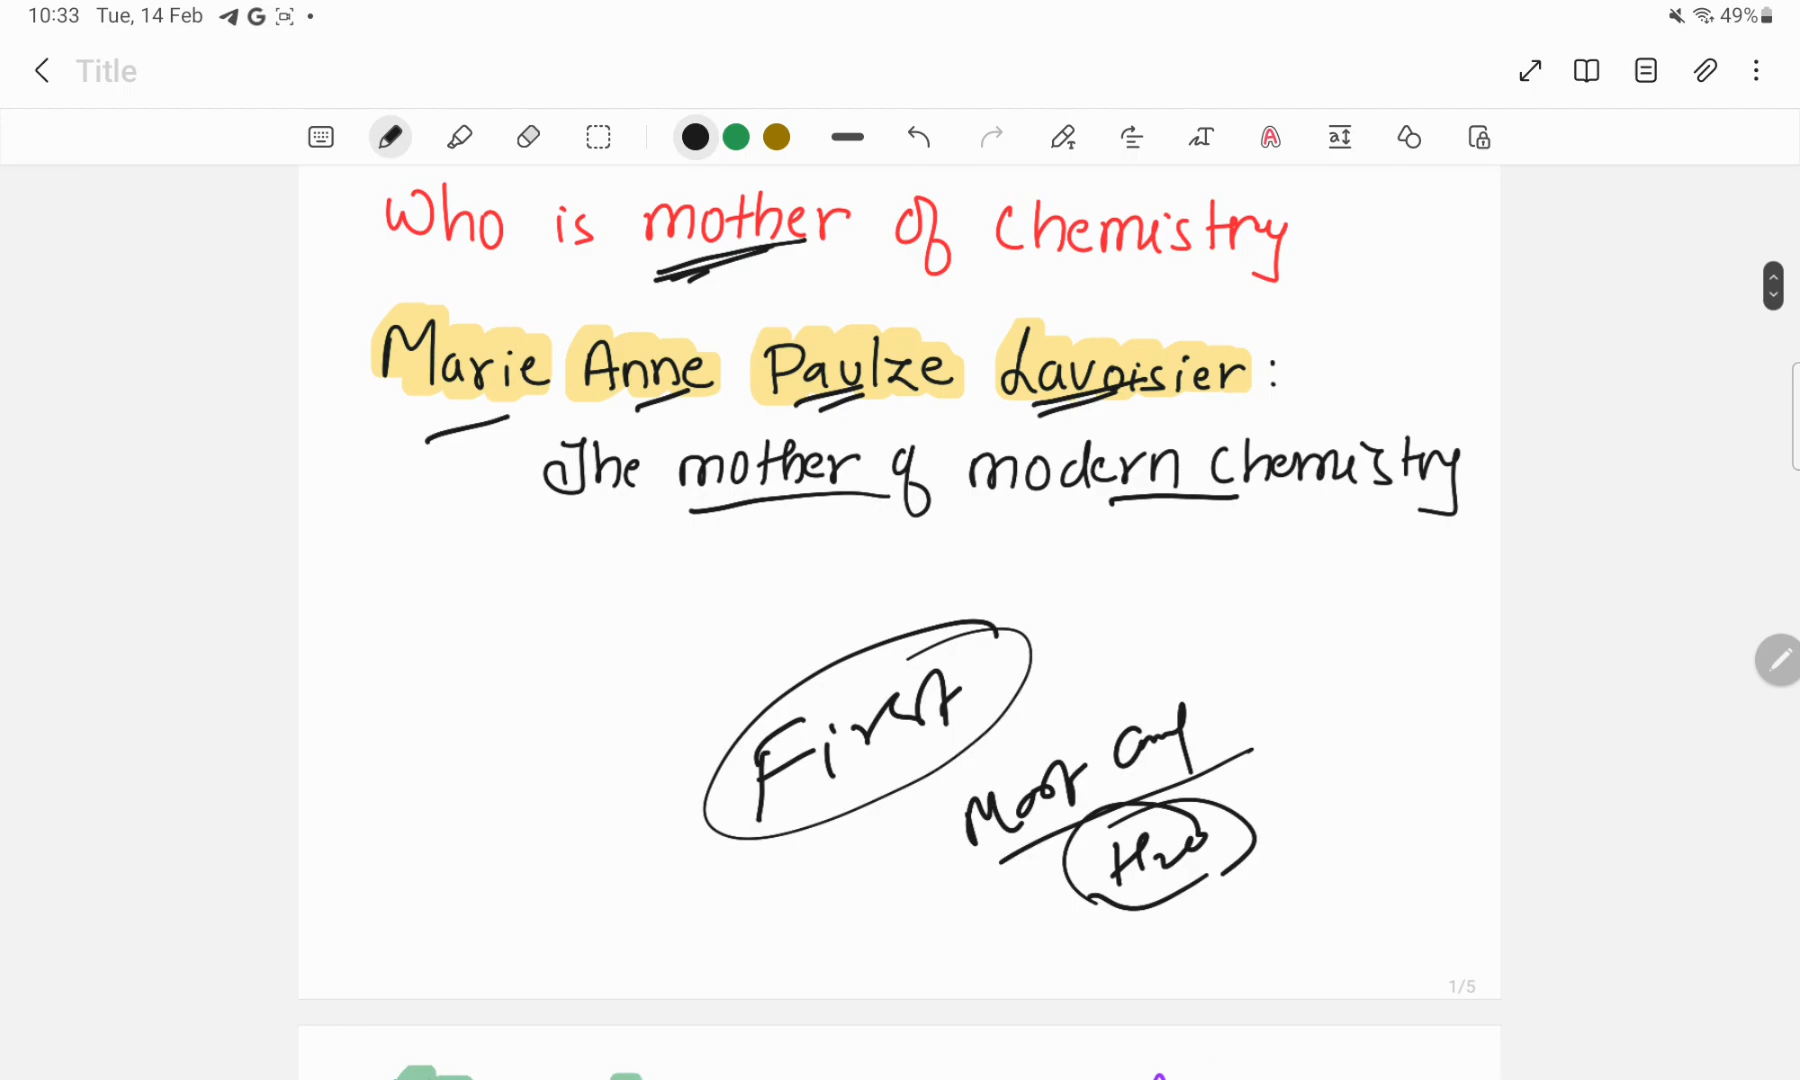 10:33 Tue, 14 Feb G 49%
Title
Who is mother of chemistry
Marie Anne Paulze Lavoisier :
The mother of modern chemistry
First
H2O
1/5